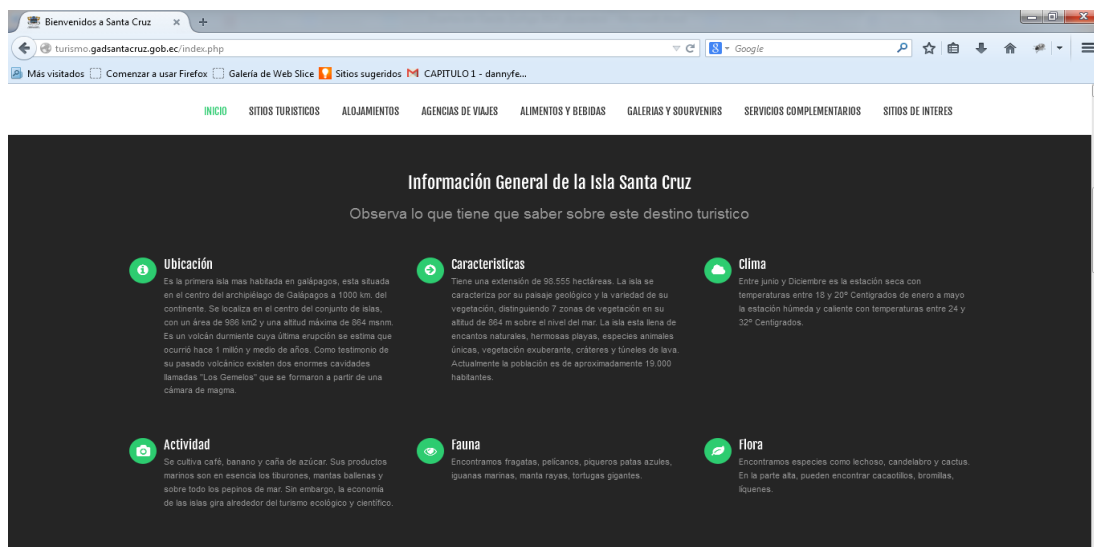 Bienvenidos a Santa Cruz
turismo.gadsantacruz.gob.ec/index.php
Google
Más visitados Comenzar a usar Firefox Galería de Web Slice Sitios sugeridos CAPITULO 1 - dannyfe...
INICIO SITIOS TURISTICOS ALOJAMIENTOS AGENCIAS DE VIAJES ALIMENTOS Y BEBIDAS GALERIAS Y SOURVENIRS SERVICIOS COMPLEMENTARIOS SITIOS DE INTERES
Información General de la Isla Santa Cruz
Observa lo que tiene que saber sobre este destino turistico
Ubicación
Es la primera isla mas habitada en galápagos, esta situada
en el centro del archipiélago de Galápagos a 1000 km. del
continente. Se localiza en el centro del conjunto de islas,
con un área de 986 km2 y una altitud máxima de 864 msnm.
Es un volcán durmiente cuya última erupción se estima que
ocurrió hace 1 millón y medio de años. Como testimonio de
su pasado volcánico existen dos enormes cavidades
llamadas "Los Gemelos" que se formaron a partir de una
cámara de magma.
Caracteristicas
Tiene una extensión de 98.555 hectáreas. La isla se
caracteriza por su paisaje geológico y la variedad de su
vegetación, distinguiendo 7 zonas de vegetación en su
altitud de 864 m sobre el nivel del mar. La isla esta llena de
encantos naturales, hermosas playas, especies animales
únicas, vegetación exuberante, cráteres y túneles de lava.
Actualmente la población es de aproximadamente 19.000
habitantes.
Clima
Entre junio y Diciembre es la estación seca con
temperaturas entre 18 y 20º Centigrados de enero a mayo
la estación húmeda y caliente con temperaturas entre 24 y
32º Centigrados.
Actividad
Se cultiva café, banano y caña de azúcar. Sus productos
marinos son en esencia los tiburones, mantas ballenas y
sobre todo los pepinos de mar. Sin embargo, la economía
de las islas gira alrededor del turismo ecológico y científico.
Fauna
Encontramos fragatas, pelícanos, piqueros patas azules,
iguanas marinas, manta rayas, tortugas gigantes.
Flora
Encontramos especies como lechoso, candelabro y cactus.
En la parte alta, pueden encontrar cacaotillos, bromillas,
líquenes.